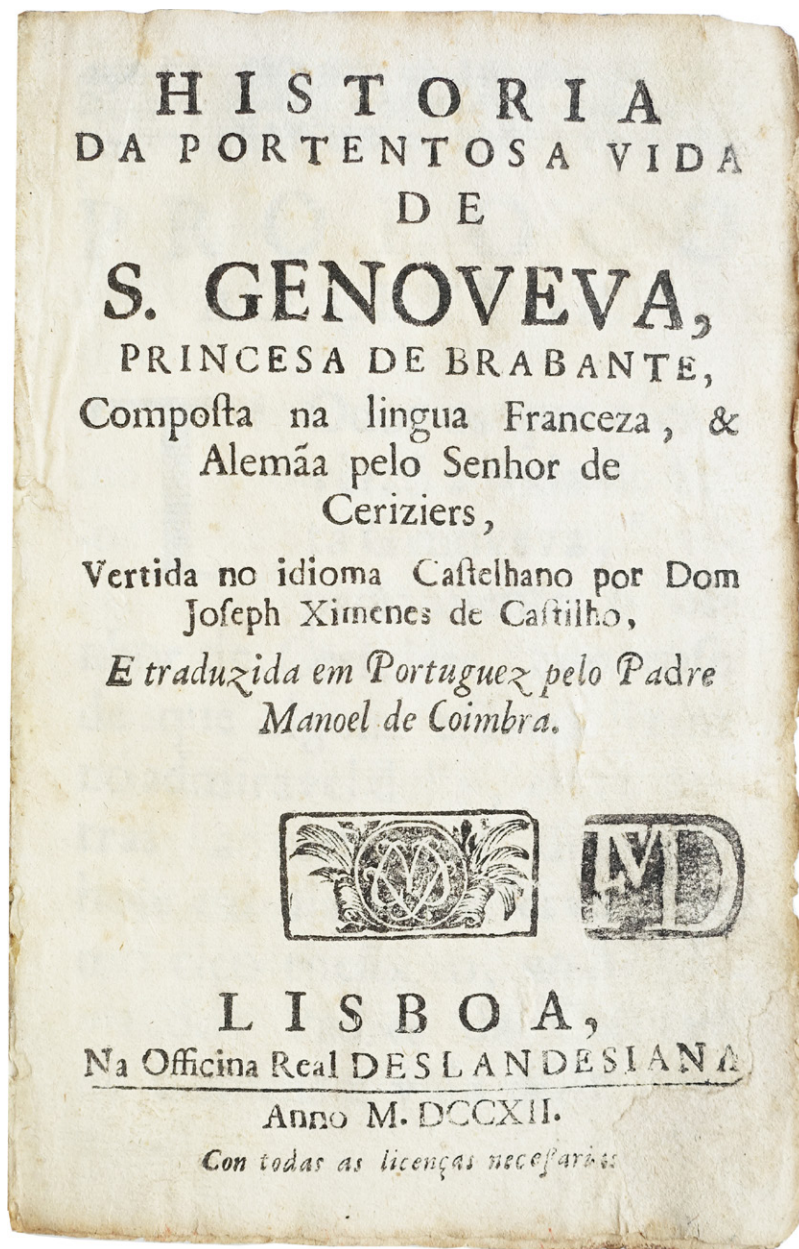 HISTORIA
DA PORTENTOSA VIDA
DE
S. GENOVEVA,
PRINCESA DE BRABANTE,
Compoſta na lingua Franceza, &
Alemãa pelo Senhor de
Ceriziers,
Vertida no idioma Caſtelhano por Dom
Joſeph Ximenes de Caſtilho,
E traduzida em Portuguez pelo Padre
Manoel de Coimbra.
LISBOA,
Na Officina Real DESLANDESIANA
Anno M. DCCXII.
Con todas as licenças neceſſarias